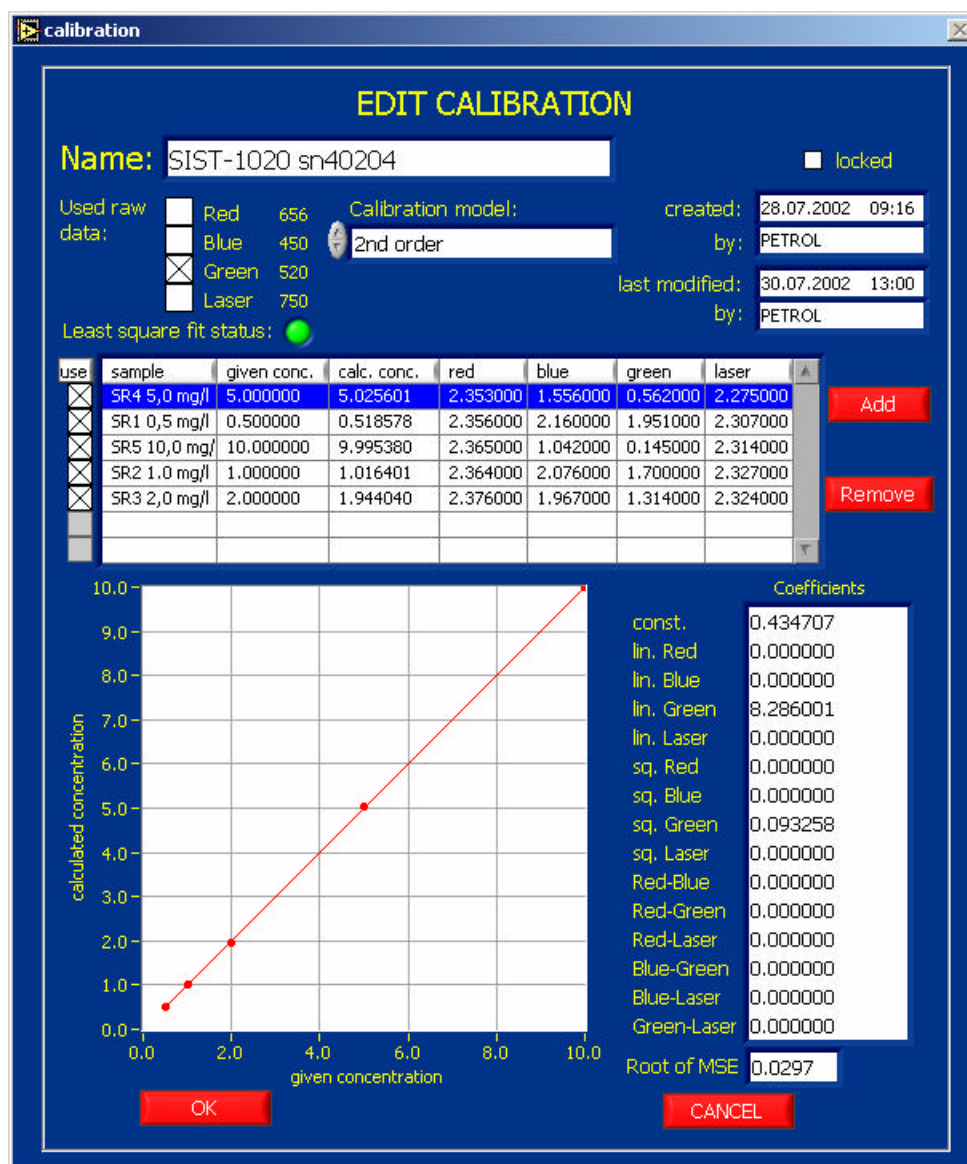 calibration
EDIT CALIBRATION
Name: SIST-1020 sn40204
locked
Used raw data:
Red 656
Blue 450
Green 520
Laser 750
Calibration model:
2nd order
created: 28.07.2002 09:16
by: PETROL
last modified: 30.07.2002 13:00
by: PETROL
Least square fit status:
use sample given conc. calc. conc. red blue green laser
SR4 5,0 mg/l 5.000000 5.025601 2.353000 1.556000 0.562000 2.275000
SR1 0,5 mg/l 0.500000 0.518578 2.356000 2.160000 1.951000 2.307000
SR5 10,0 mg/ 10.000000 9.995380 2.365000 1.042000 0.145000 2.314000
SR2 1.0 mg/l 1.000000 1.016401 2.364000 2.076000 1.700000 2.327000
SR3 2,0 mg/l 2.000000 1.944040 2.376000 1.967000 1.314000 2.324000
Add
Remove
10.0
9.0
8.0
7.0
6.0
5.0
4.0
3.0
2.0
1.0
0.0
calculated concentration
0.0 2.0 4.0 6.0 8.0 10.0
given concentration
Coefficients
const. 0.434707
lin. Red 0.000000
lin. Blue 0.000000
lin. Green 8.286001
lin. Laser 0.000000
sq. Red 0.000000
sq. Blue 0.000000
sq. Green 0.093258
sq. Laser 0.000000
Red-Blue 0.000000
Red-Green 0.000000
Red-Laser 0.000000
Blue-Green 0.000000
Blue-Laser 0.000000
Green-Laser 0.000000
Root of MSE 0.0297
OK
CANCEL